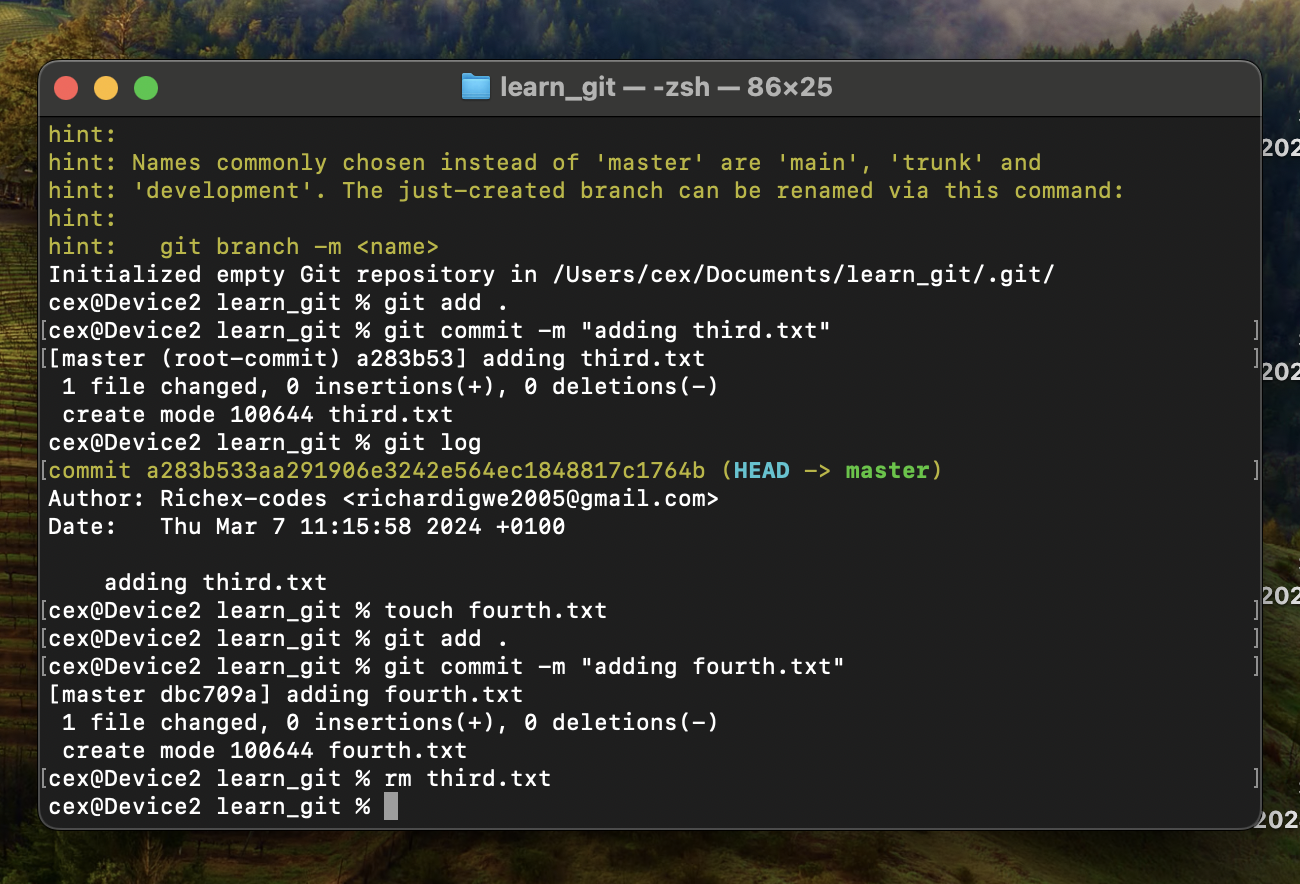 learn_git — -zsh — 86×25
hint:
hint: Names commonly chosen instead of 'master' are 'main', 'trunk' and
hint: 'development'. The just-created branch can be renamed via this command:
hint:
hint:   git branch -m <name>
Initialized empty Git repository in /Users/cex/Documents/learn_git/.git/
cex@Device2 learn_git % git add .
[cex@Device2 learn_git % git commit -m "adding third.txt" ]
[[master (root-commit) a283b53] adding third.txt ]
 1 file changed, 0 insertions(+), 0 deletions(-)
 create mode 100644 third.txt
cex@Device2 learn_git % git log
[commit a283b533aa291906e3242e564ec1848817c1764b (HEAD -> master) ]
Author: Richex-codes <richardigwe2005@gmail.com>
Date:   Thu Mar 7 11:15:58 2024 +0100

    adding third.txt
[cex@Device2 learn_git % touch fourth.txt ]
[cex@Device2 learn_git % git add . ]
[cex@Device2 learn_git % git commit -m "adding fourth.txt" ]
[master dbc709a] adding fourth.txt
 1 file changed, 0 insertions(+), 0 deletions(-)
 create mode 100644 fourth.txt
[cex@Device2 learn_git % rm third.txt ]
cex@Device2 learn_git %